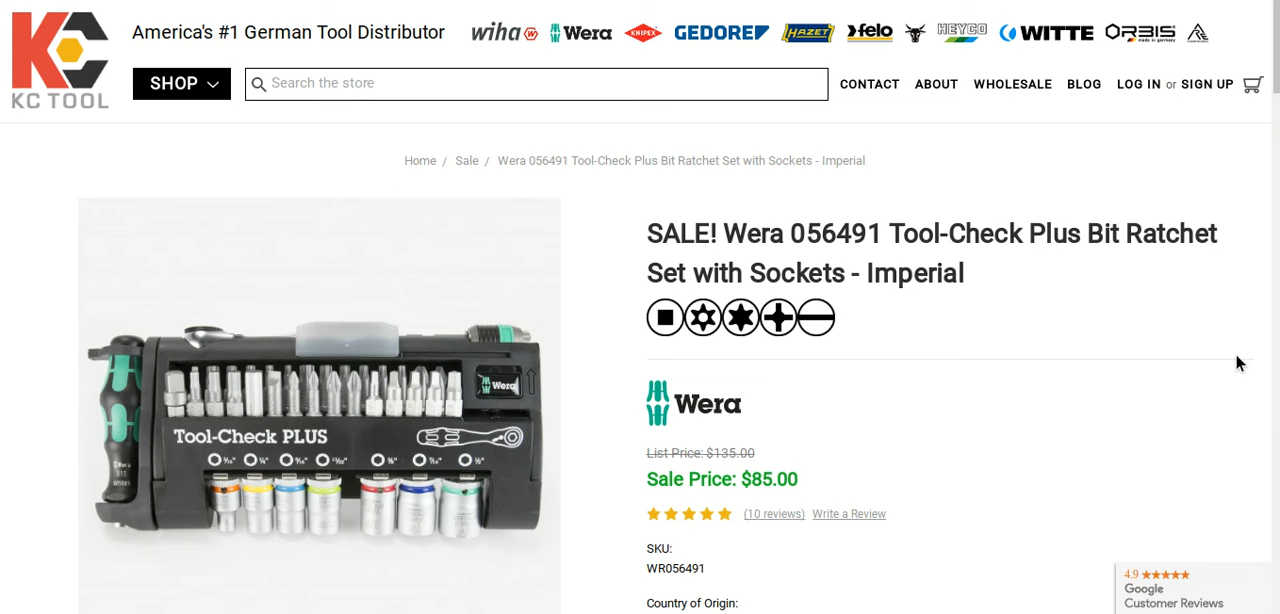 America's #1 German Tool Distributor
wiha w Wera KNIPEX GEDORE HAZET felo HEYCO WITTE ORBIS made in germany
KC TOOL
SHOP
Search the store
CONTACT ABOUT WHOLESALE BLOG LOG IN or SIGN UP
Home / Sale / Wera 056491 Tool-Check Plus Bit Ratchet Set with Sockets - Imperial
SALE! Wera 056491 Tool-Check Plus Bit Ratchet
Set with Sockets - Imperial
Wera
Tool-Check PLUS
Wera
List Price: $135.00
Sale Price: $85.00
(10 reviews) Write a Review
SKU:
WR056491
Country of Origin:
4.9
Google
Customer Reviews